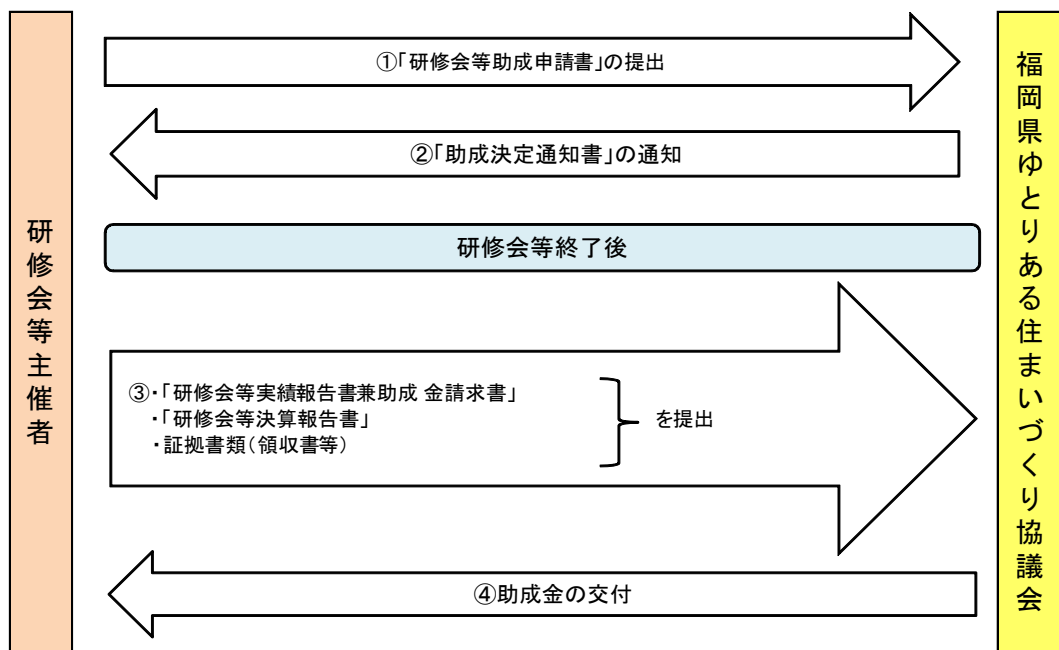 研修会等主催者
①｢研修会等助成申請書｣の提出
②｢助成決定通知書｣の通知
研修会等終了後
③・｢研修会等実績報告書兼助成 金請求書｣
・｢研修会等決算報告書｣
・証拠書類（領収書等）
を提出
④助成金の交付
福岡県ゆとりある住まいづくり協議会